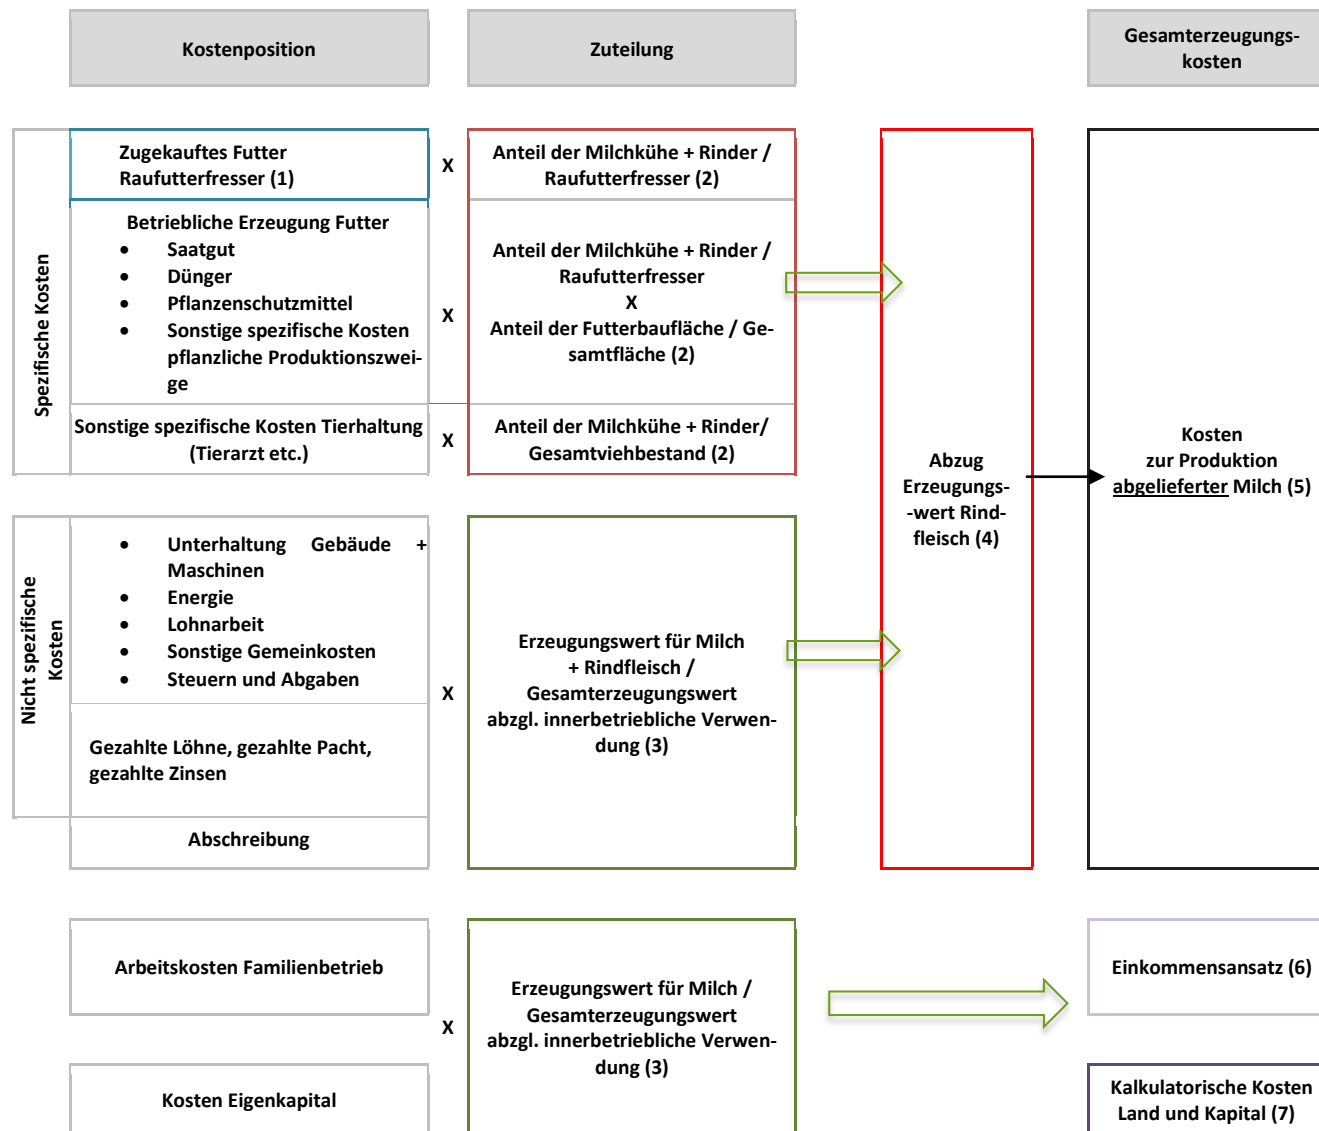 Kostenposition
Zuteilung
Gesamterzeugungs-
kosten
Spezifische Kosten
Zugekauftes Futter
Raufutterfresser (1)
X
Anteil der Milchkühe + Rinder /
Raufutterfresser (2)
Betriebliche Erzeugung Futter
• Saatgut
• Dünger
• Pflanzenschutzmittel
• Sonstige spezifische Kosten
pflanzliche Produktionszwei-
ge
X
Anteil der Milchkühe + Rinder /
Raufutterfresser
X
Anteil der Futterbaufläche / Ge-
samtfläche (2)
Sonstige spezifische Kosten Tierhaltung
(Tierarzt etc.)
X
Anteil der Milchkühe + Rinder/
Gesamtviehbestand (2)
Abzug
Erzeugungs-
-wert Rind-
fleisch (4)
Kosten
zur Produktion
abgelieferter Milch (5)
Nicht spezifische
Kosten
• Unterhaltung Gebäude +
Maschinen
• Energie
• Lohnarbeit
• Sonstige Gemeinkosten
• Steuern und Abgaben
Gezahlte Löhne, gezahlte Pacht,
gezahlte Zinsen
Abschreibung
X
Erzeugungswert für Milch
+ Rindfleisch /
Gesamterzeugungswert
abzgl. innerbetriebliche Verwen-
dung (3)
Arbeitskosten Familienbetrieb
Kosten Eigenkapital
X
Erzeugungswert für Milch /
Gesamterzeugungswert
abzgl. innerbetriebliche Verwen-
dung (3)
Einkommensansatz (6)
Kalkulatorische Kosten
Land und Kapital (7)